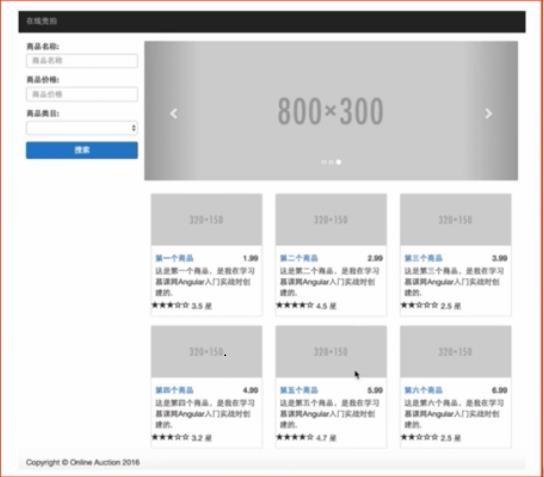 在线竞拍
商品名称:
商品名称
商品价格:
商品价格
商品类目:
搜索
800×300
320×150
320×150
320×150
第一个商品 1.99
这是第一个商品，是我在学习
慕课网Angular入门实战时创
建的.
3.5 星
第二个商品 2.99
这是第二个商品，是我在学习
慕课网Angular入门实战时创
建的.
4.5 星
第三个商品 3.99
这是第三个商品，是我在学习
慕课网Angular入门实战时创
建的.
2.5 星
320×150
320×150
320×150
第四个商品 4.99
这是第四个商品，是我在学习
慕课网Angular入门实战时创
建的.
3.2 星
第五个商品 5.99
这是第五个商品，是我在学习
慕课网Angular入门实战时创
建的.
4.7 星
第六个商品 6.99
这是第六个商品，是我在学习
慕课网Angular入门实战时创
建的.
2.5 星
Copyright © Online Auction 2016